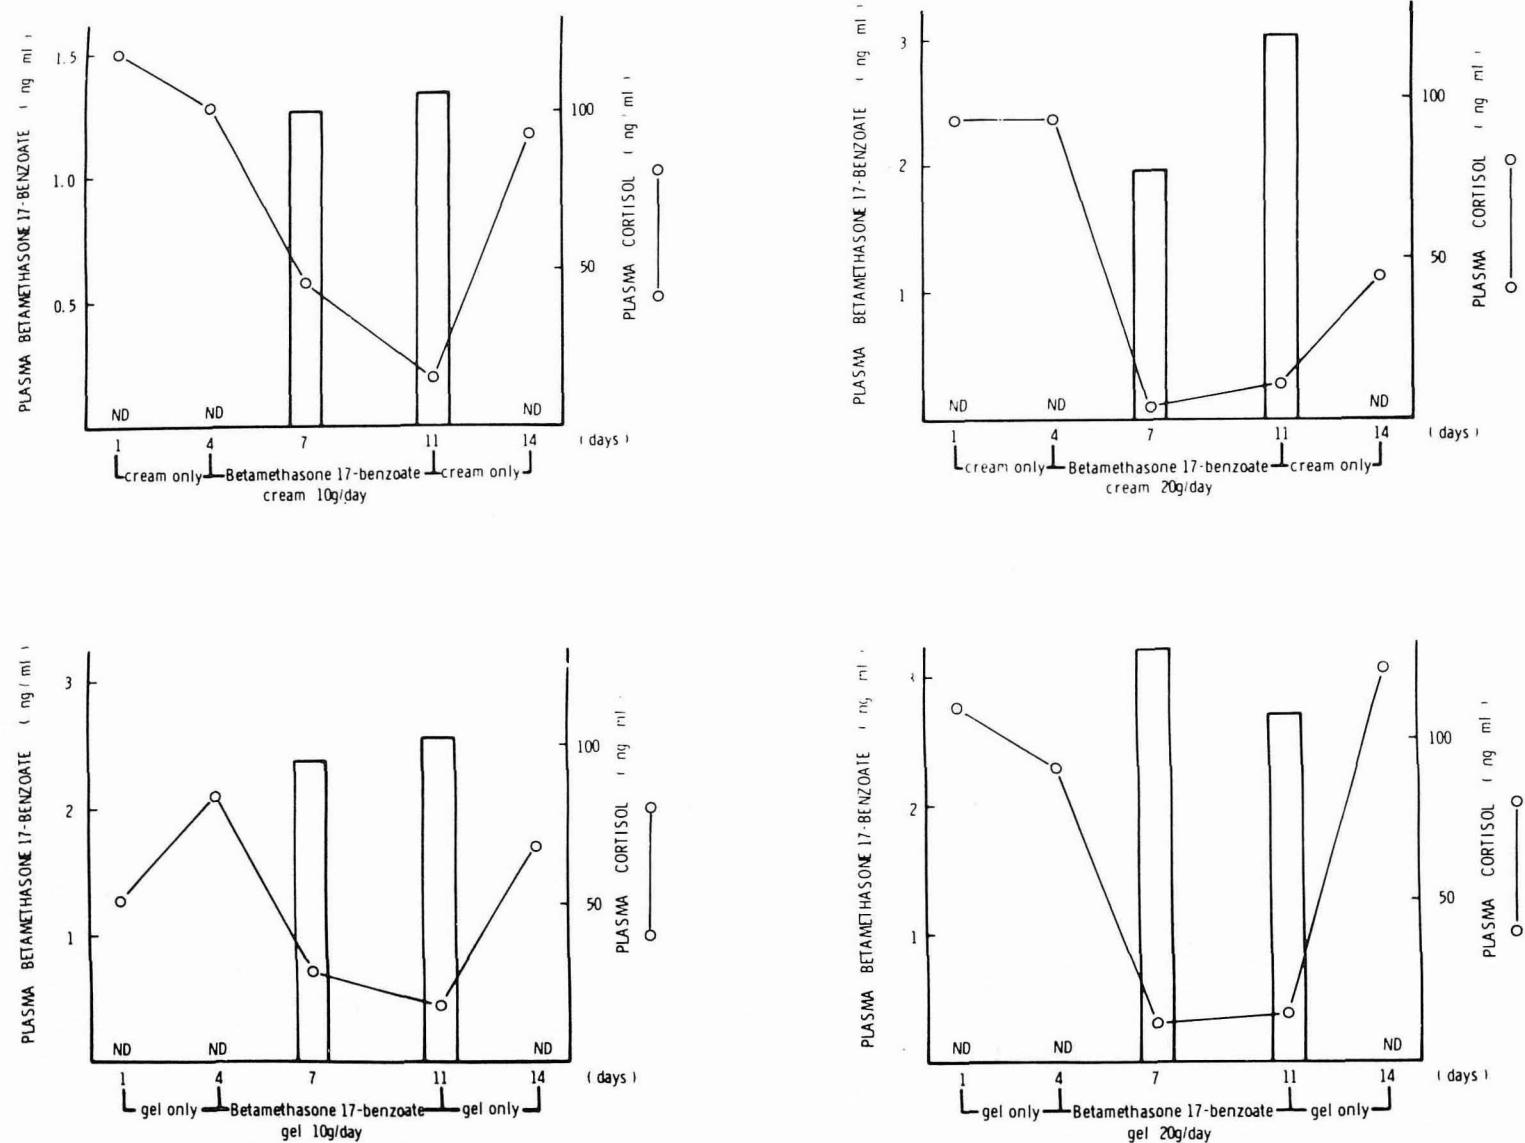 PLASMA BETAMETHASONE 17-BENZOATE ( ng ml )
1.5
1.0
0.5
100
50
PLASMA CORTISOL ( ng ml )
ND ND ND
1 4 7 11 14 ( days )
cream only Betamethasone 17-benzoate cream only
cream 10g/day
PLASMA BETAMETHASONE 17-BENZOATE ( ng ml )
3
2
1
100
50
PLASMA CORTISOL ( ng ml )
ND ND ND
1 4 7 11 14 ( days )
cream only Betamethasone 17-benzoate cream only
cream 20g/day
PLASMA BETAMETHASONE 17-BENZOATE ( ng / ml )
3
2
1
100
50
PLASMA CORTISOL ( ng ml )
ND ND ND
1 4 7 11 14 ( days )
gel only Betamethasone 17-benzoate gel only
gel 10g/day
PLASMA BETAMETHASONE 17-BENZOATE ( ng ml )
3
2
1
100
50
PLASMA CORTISOL ( ng ml )
ND ND ND
1 4 7 11 14 ( days )
gel only Betamethasone 17-benzoate gel only
gel 20g/day